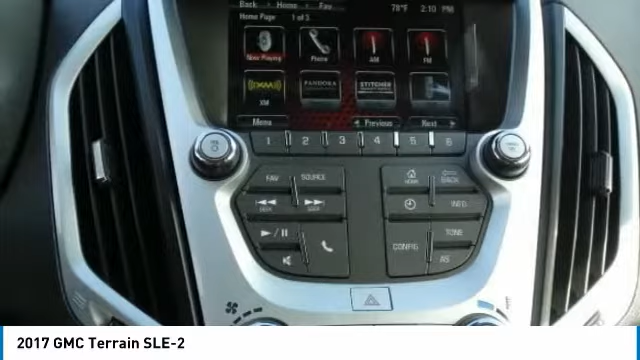 Back Home Fav 78°F 2:10 PM
Home Page 1 of 3
Now Playing Phone AM FM
XM PANDORA STITCHER
XM
Menu Previous Next
1 2 3 4 5 6
FAV SOURCE HOME BACK
SEEK SEEK INFO
TONE
CONFIG AS
2017 GMC Terrain SLE-2